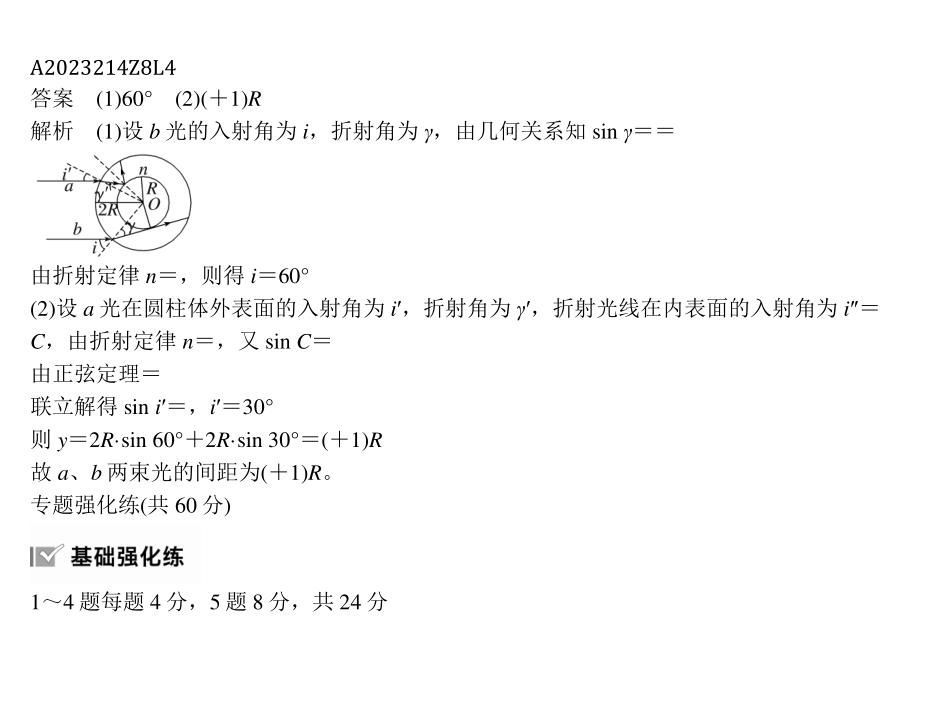 A2023214Z8L4
答案　(1)60°　(2)(＋1)R
解析　(1)设 b 光的入射角为 i，折射角为 γ，由几何关系知 sin γ＝＝
i′
a
γ′
n
R
2R
O
b
γ
i
由折射定律 n＝，则得 i＝60°
(2)设 a 光在圆柱体外表面的入射角为 i′，折射角为 γ′，折射光线在内表面的入射角为 i″＝
C，由折射定律 n＝，又 sin C＝
由正弦定理＝
联立解得 sin i′＝，i′＝30°
则 y＝2R·sin 60°＋2R·sin 30°＝(＋1)R
故 a、b 两束光的间距为(＋1)R。
专题强化练(共 60 分)
基础强化练
1～4 题每题 4 分，5 题 8 分，共 24 分